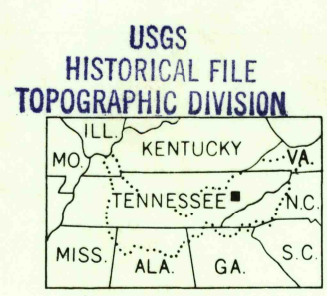 USGS
HISTORICAL FILE
TOPOGRAPHIC DIVISION
ILL.
MO.
KENTUCKY
VA.
TENNESSEE
N.C.
MISS.
ALA.
GA.
S.C.